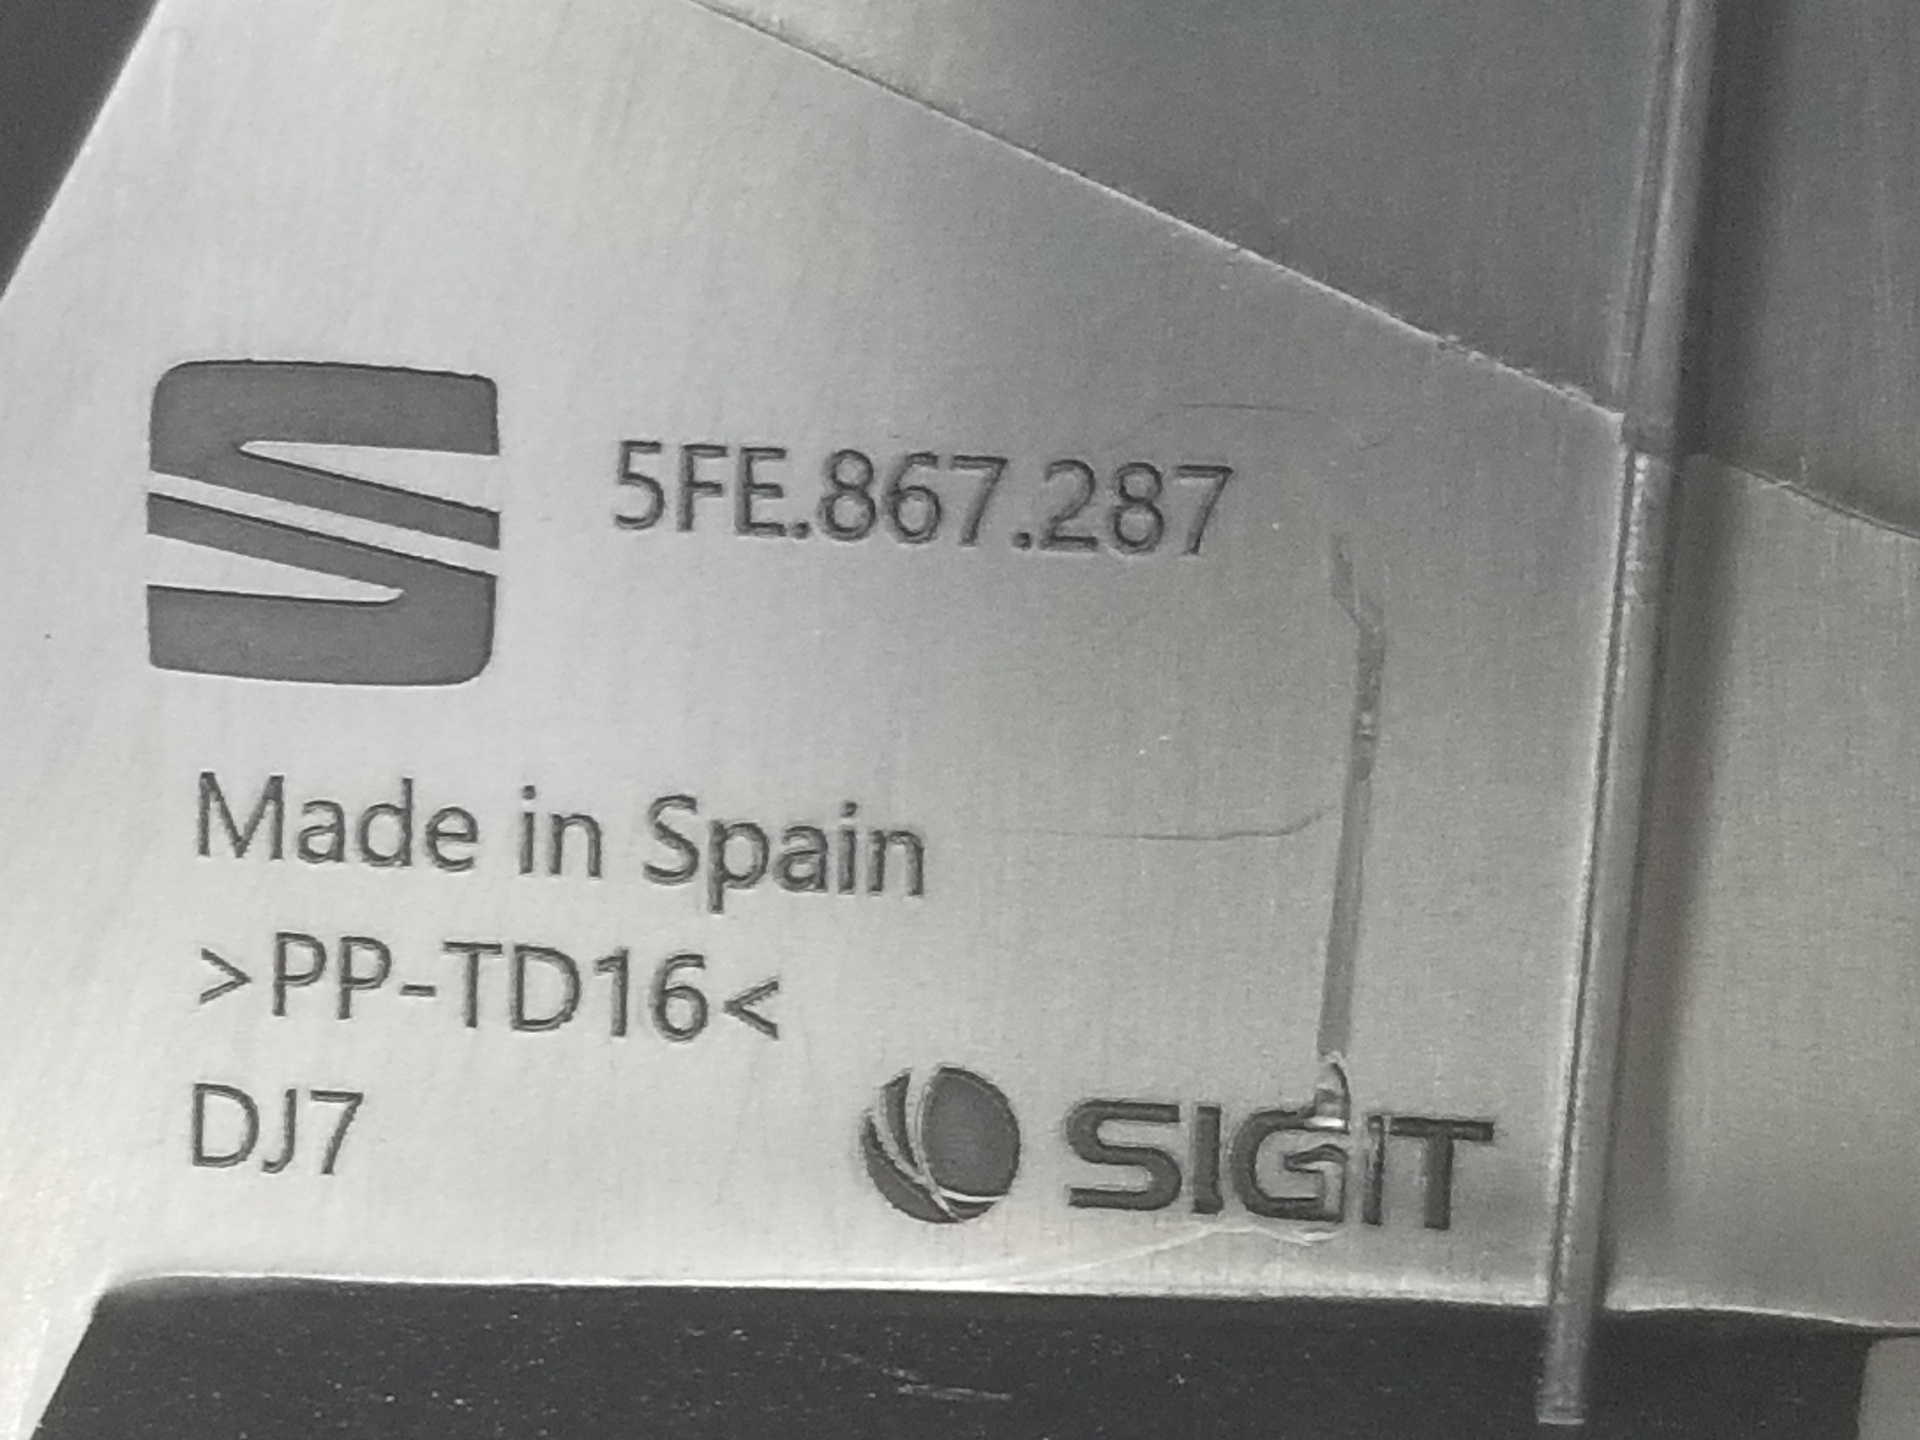 5FE.867.287
Made in Spain
>PP-TD16<
DJ7
SIGIT